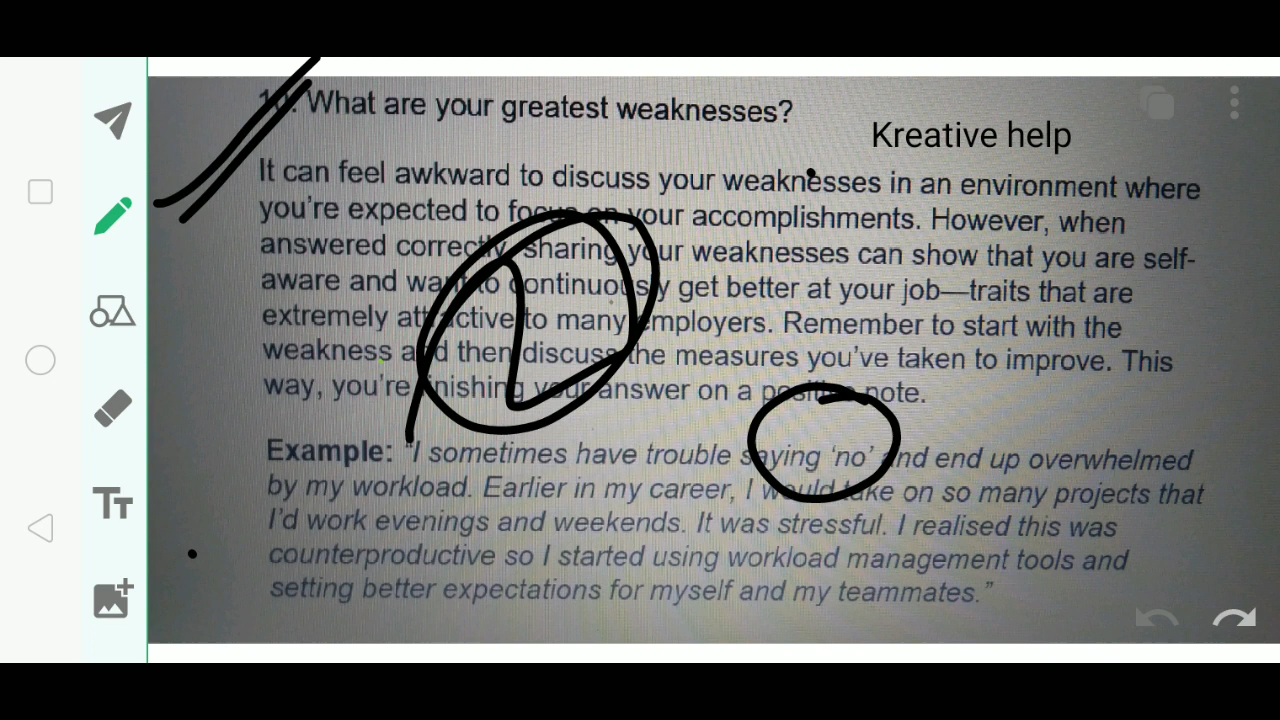 10. What are your greatest weaknesses?
Kreative help
It can feel awkward to discuss your weaknesses in an environment where
you're expected to focus on your accomplishments. However, when
answered correctly, sharing your weaknesses can show that you are self-
aware and want to continuously get better at your job—traits that are
extremely attractive to many employers. Remember to start with the
weakness and then discuss the measures you've taken to improve. This
way, you're finishing your answer on a positive note.
Example: "I sometimes have trouble saying 'no' and end up overwhelmed
by my workload. Earlier in my career, I would take on so many projects that
I'd work evenings and weekends. It was stressful. I realised this was
counterproductive so I started using workload management tools and
setting better expectations for myself and my teammates."
Tт